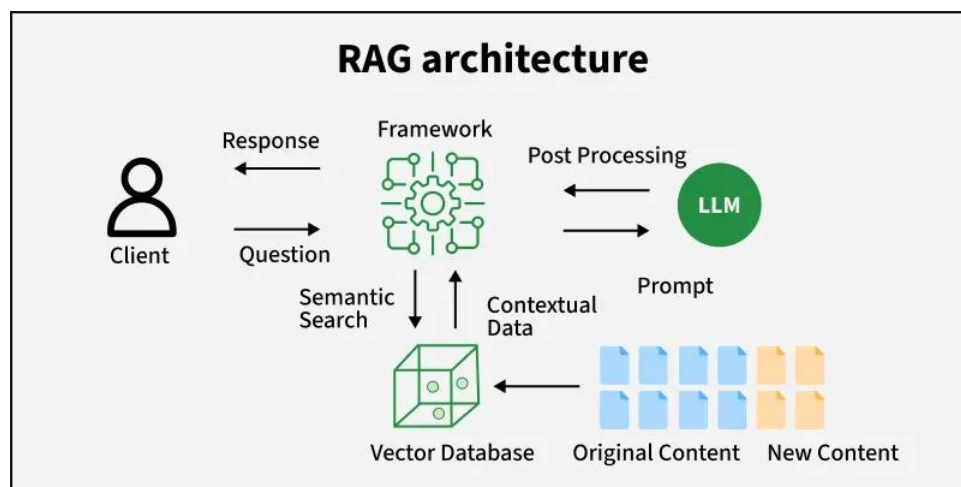 RAG architecture
Response
Framework
Post Processing
LLM
Client
Question
Prompt
Semantic
Search
Contextual
Data
Vector Database
Original Content
New Content